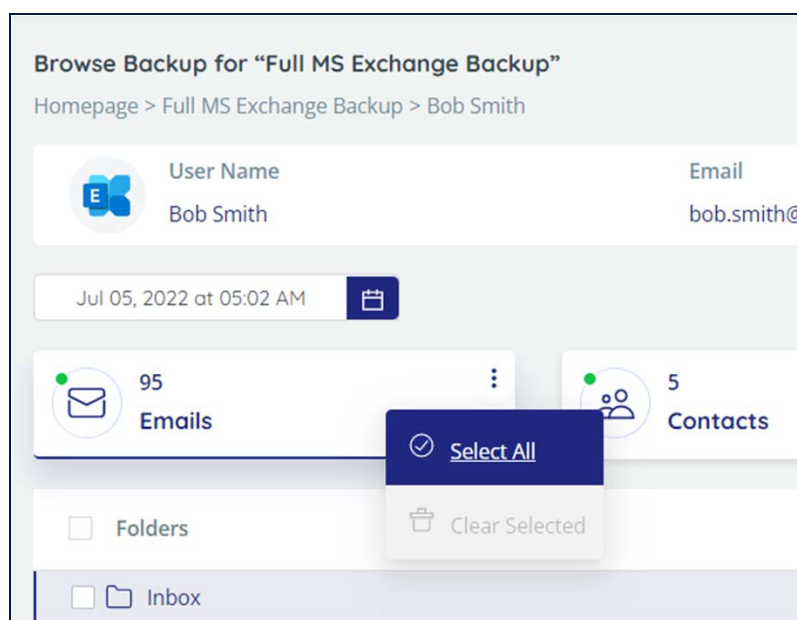 Browse Backup for “Full MS Exchange Backup”
Homepage > Full MS Exchange Backup > Bob Smith
User Name
Email
E
Bob Smith
bob.smith@
Jul 05, 2022 at 05:02 AM
95
5
Emails
Contacts
Select All
Clear Selected
Folders
Inbox